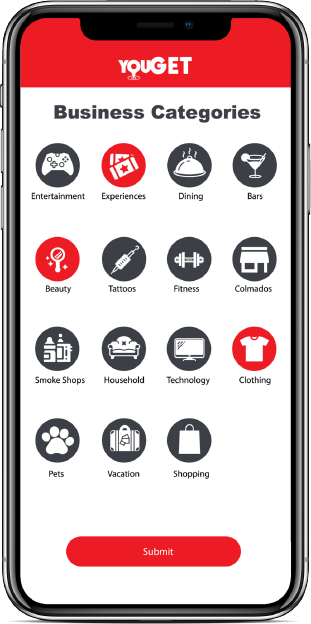 YOUGET
Business Categories
Entertainment Experiences Dining Bars
Beauty Tattoos Fitness Colmados
Smoke Shops Household Technology Clothing
Pets Vacation Shopping
Submit